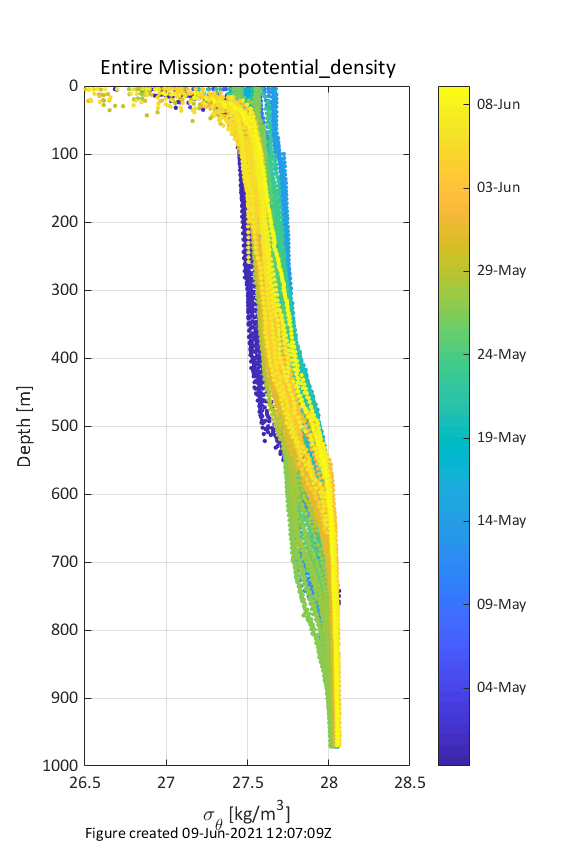 Entire Mission: potential_density
0
100
200
300
400
500
600
700
800
900
1000
Depth [m]
26.5 27 27.5 28 28.5
σθ [kg/m³]
08-Jun
03-Jun
29-May
24-May
19-May
14-May
09-May
04-May
Figure created 09-Jun-2021 12:07:09Z